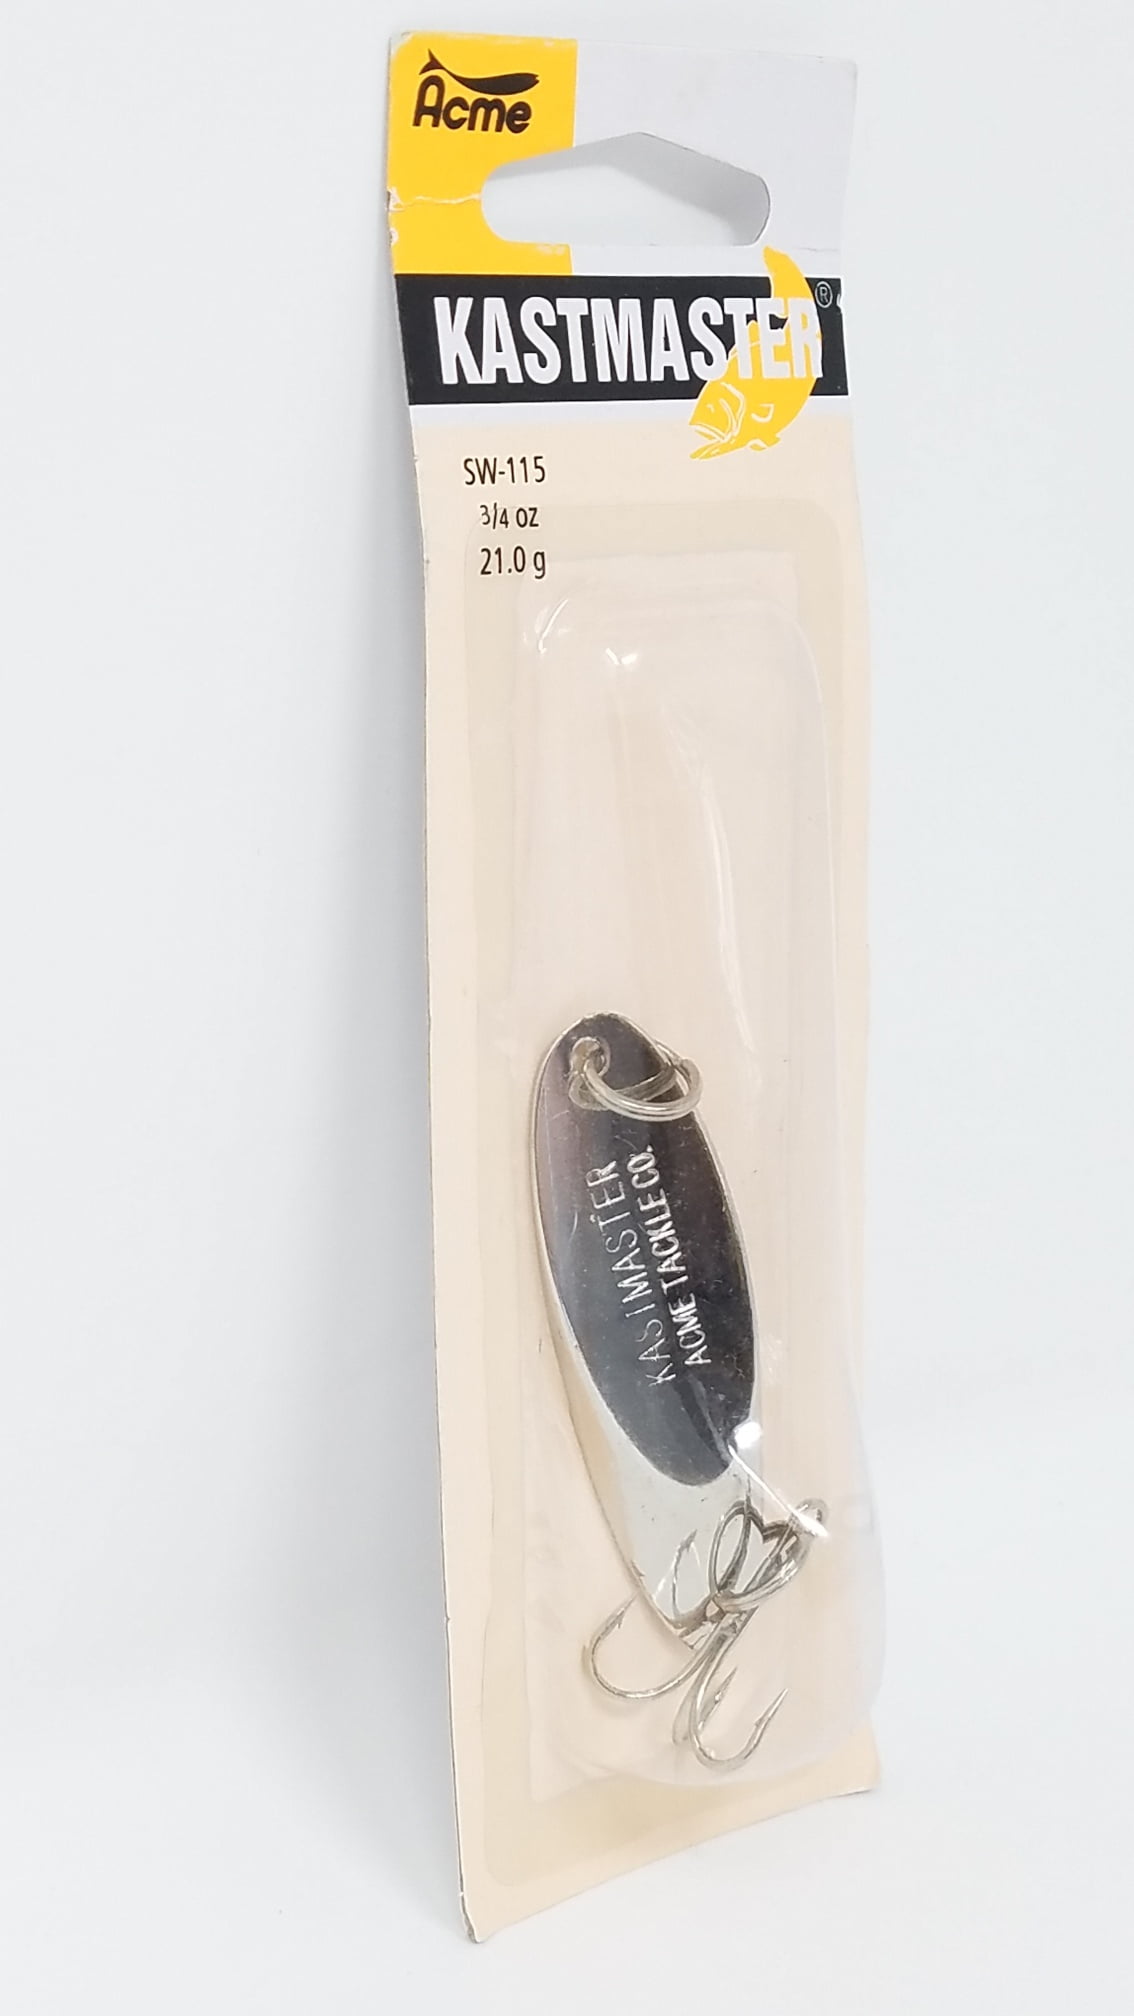 Acme
KASTMASTER®
SW-115
3/4 oz
21.0 g
KASTMASTER
ACME TACKLE CO.